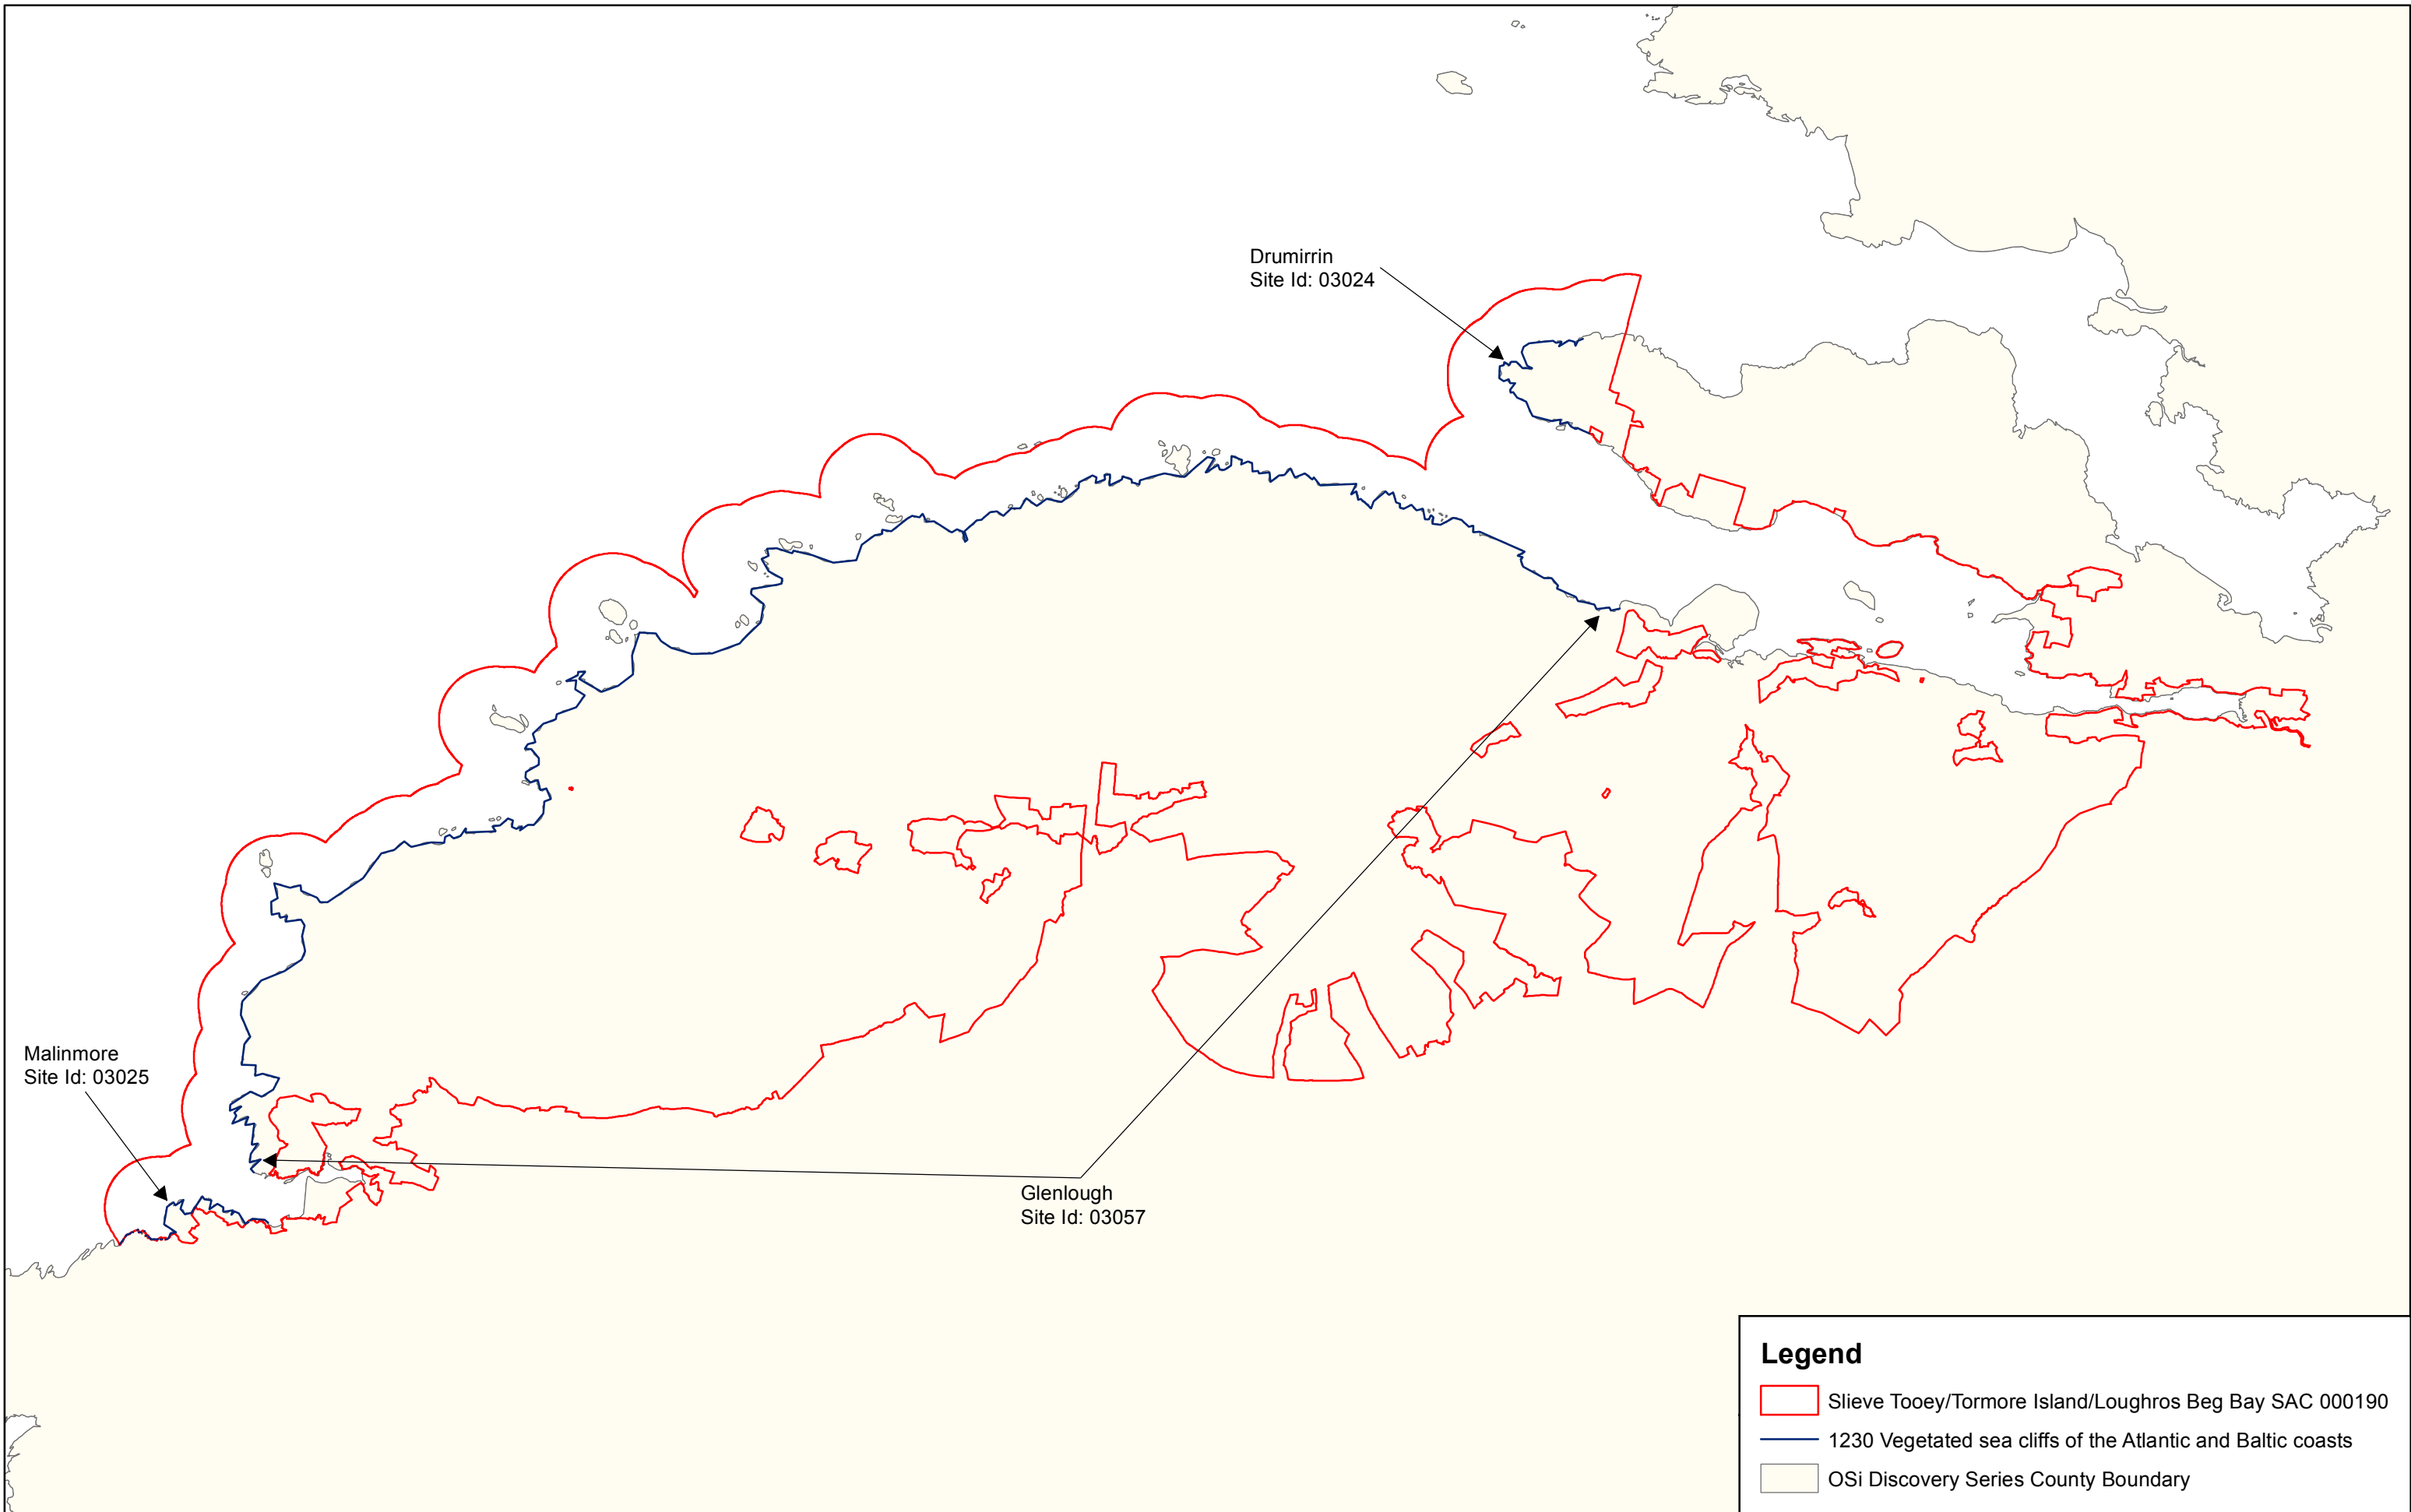 Drumirrin
Site Id: 03024
Malinmore
Site Id: 03025
Glenlough
Site Id: 03057
Legend
Slieve Tooey/Tormore Island/Loughros Beg Bay SAC 000190
1230 Vegetated sea cliffs of the Atlantic and Baltic coasts
OSi Discovery Series County Boundary